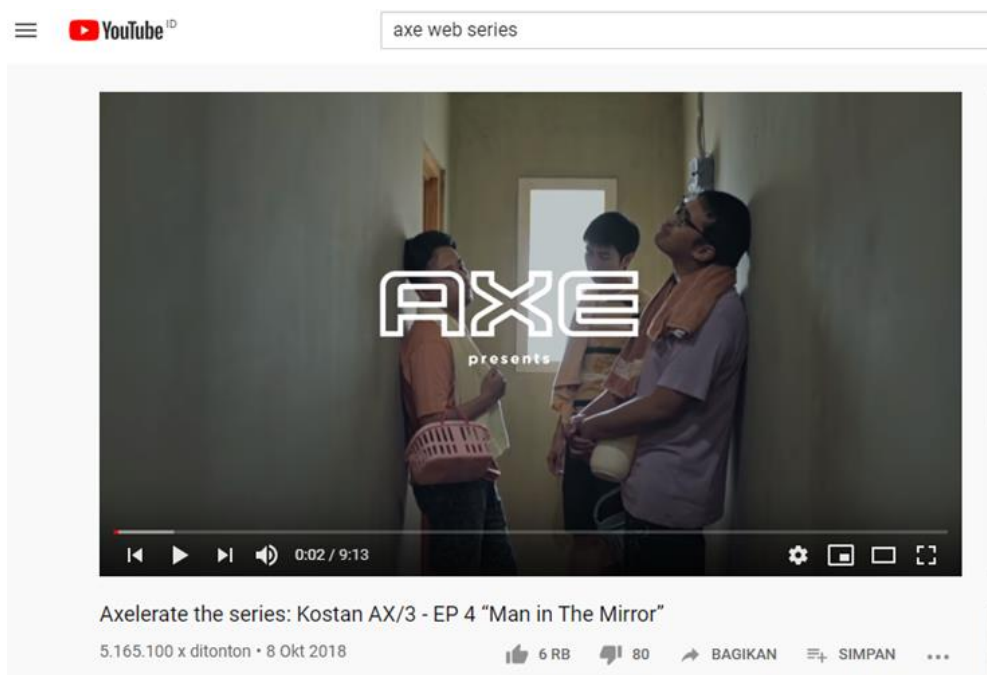 YouTube ID
axe web series
AXE
presents
0:02 / 9:13
Axelerate the series: Kostan AX/3 - EP 4 “Man in The Mirror”
5.165.100 x ditonton • 8 Okt 2018
6 RB 80 BAGIKAN SIMPAN